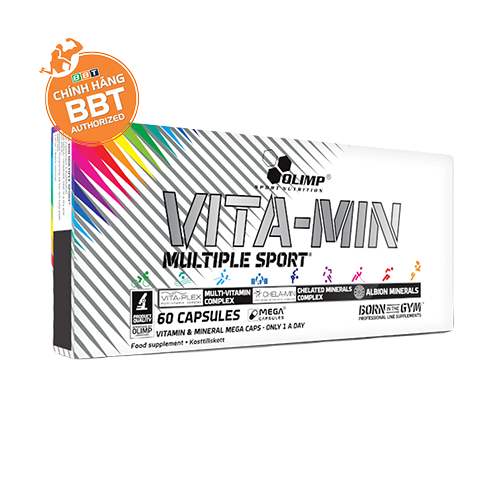 BBT
CHÍNH HÃNG
BBT
AUTHORIZED
OLIMP
SPORT NUTRITION
VITA-MIN
MULTIPLE SPORT®
VITA-PLEX
MULTI-VITAMIN
COMPLEX
CHELA-MIN
CHELATED MINERALS
COMPLEX
ALBION MINERALS
OLIMP
60 CAPSULES
MEGA
CAPSULES
BORN IN THE GYM™
PROFESSIONAL LINE SUPPLEMENTS
VITAMIN & MINERAL MEGA CAPS - ONLY 1 A DAY
Food supplement • Kosttillskott